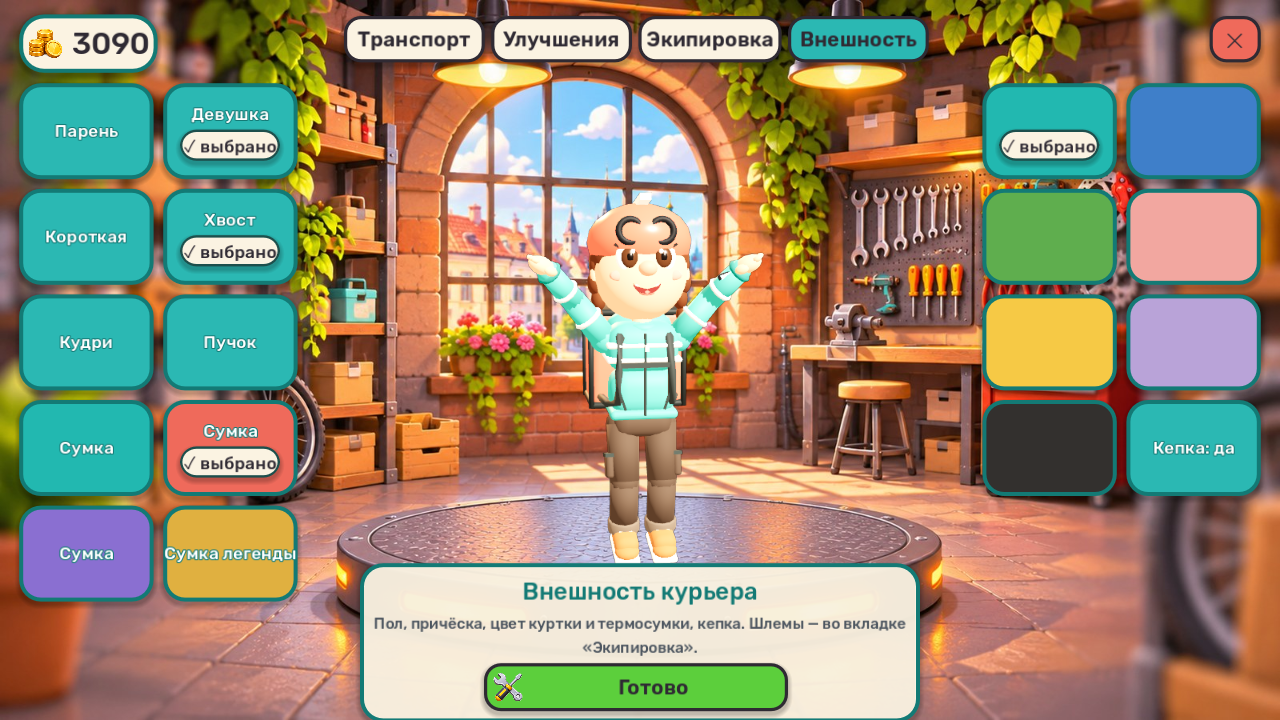 3090
Транспорт
Улучшения
Экипировка
Внешность
Парень
Девушка
✓ выбрано
Короткая
Хвост
✓ выбрано
Кудри
Пучок
Сумка
Сумка
✓ выбрано
Сумка
Сумка легенды
✓ выбрано
Кепка: да
Внешность курьера
Пол, причёска, цвет куртки и термосумки, кепка. Шлемы — во вкладке
«Экипировка».
Готово